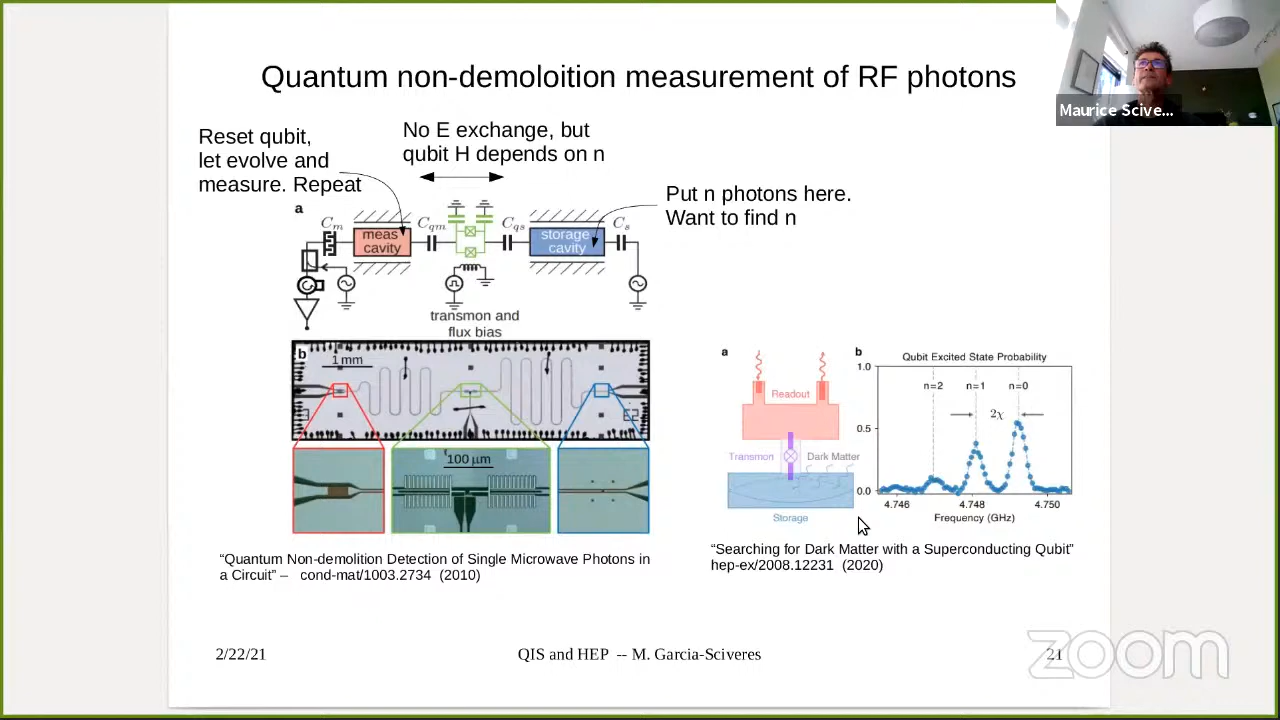 Quantum non-demoloition measurement of RF photons
Maurice Scive...
Reset qubit,
let evolve and
measure. Repeat
No E exchange, but
qubit H depends on n
Put n photons here.
Want to find n
a
Cm
Cqm
Cqs
Cs
meas
cavity
storage
cavity
transmon and
flux bias
b
1 mm
100 μm
a
Readout
Transmon
Dark Matter
Storage
b
Qubit Excited State Probability
1.0
n=2
n=1
n=0
2χ
0.5
0.0
4.746
4.748
4.750
Frequency (GHz)
“Quantum Non-demolition Detection of Single Microwave Photons in
a Circuit” – cond-mat/1003.2734 (2010)
“Searching for Dark Matter with a Superconducting Qubit”
hep-ex/2008.12231 (2020)
2/22/21
QIS and HEP -- M. Garcia-Sciveres
21
zoom